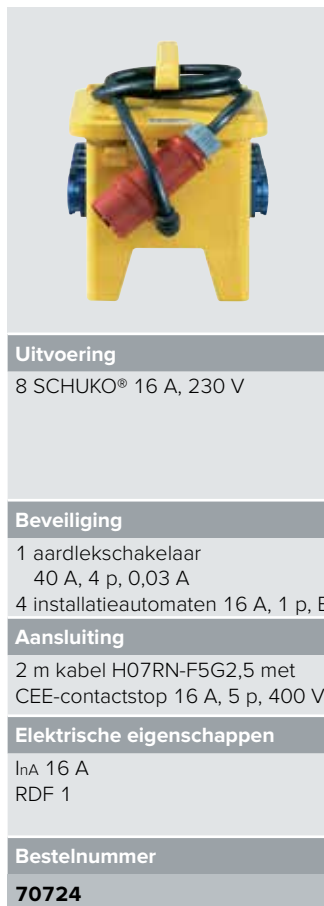 Uitvoering
8 SCHUKO® 16 A, 230 V
Beveiliging
1 aardlekschakelaar
40 A, 4 p, 0,03 A
4 installatieautomaten 16 A, 1 p,
Aansluiting
2 m kabel H07RN-F5G2,5 met
CEE-contactstop 16 A, 5 p, 400 V
Elektrische eigenschappen
InA 16 A
RDF 1
Bestelnummer
70724